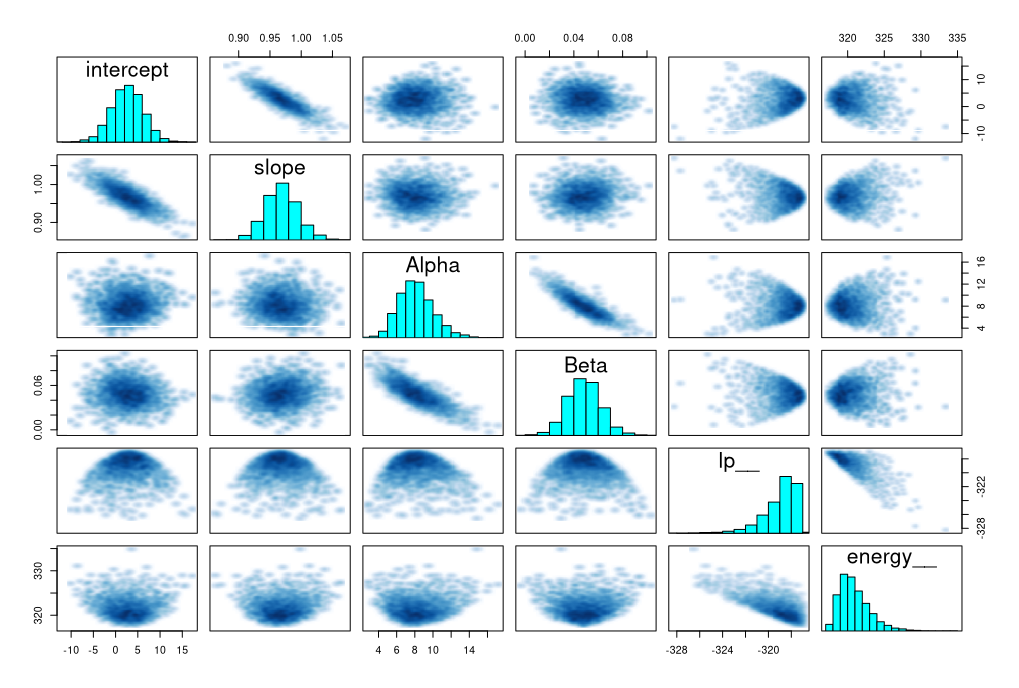 0.90 0.95 1.00 1.05 0.00 0.04 0.08 320 325 330 335
intercept
-10 0 10
slope
0.90 1.00
Alpha
4 8 12 16
Beta
0.00 0.06
lp__
-328 -322
energy__
320 330
-10 -5 0 5 10 15 4 6 8 10 14 -328 -324 -320